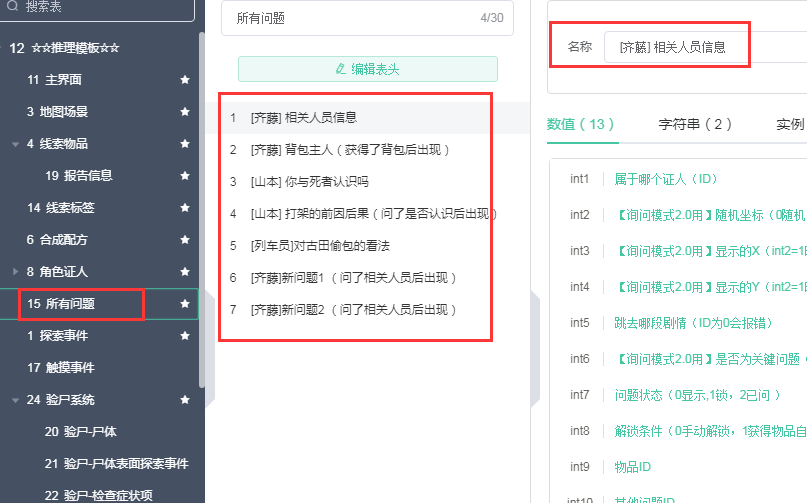 搜索表
12 ☆☆推理模板☆☆
11 主界面
3 地图场景
4 线索物品
19 报告信息
14 线索标签
6 合成配方
8 角色证人
15 所有问题
1 探索事件
17 触摸事件
24 验尸系统
20 验尸-尸体
21 验尸-尸体表面探索事件
22 验尸-检查症状项
所有问题 4/30
编辑表头
1 [齐藤] 相关人员信息
2 [齐藤] 背包主人（获得了背包后出现）
3 [山本] 你与死者认识吗
4 [山本] 打架的前因后果（问了是否认识后出现）
5 [列车员]对古田偷包的看法
6 [齐藤]新问题1 （问了相关人员后出现）
7 [齐藤]新问题2 （问了相关人员后出现）
名称 [齐藤] 相关人员信息
数值（13） 字符串（2） 实例
int1 属于哪个证人（ID）
int2 【询问模式2.0用】随机坐标（0随机
int3 【询问模式2.0用】显示的X（int2=1
int4 【询问模式2.0用】显示的Y（int2=1
int5 跳去哪段剧情（ID为0会报错）
int6 【询问模式2.0用】是否为关键问题（
int7 问题状态（0显示,1锁，2已问 ）
int8 解锁条件（0手动解锁，1获得物品自
int9 物品ID
int10 其他问题ID